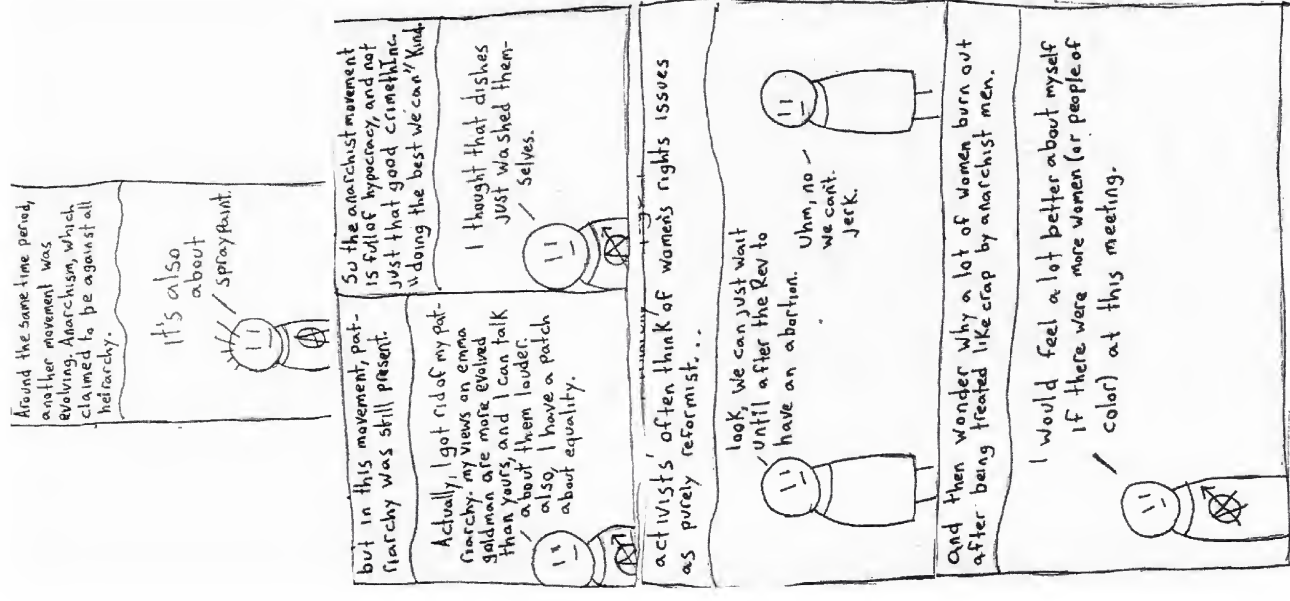 Around the same time period,
another movement was
evolving. Anarchism, which
claimed to be against all
heirarchy.
It's also
about
spraypaint.
but in this movement, pat-
riarchy was still present.
Actually, I got rid of my pat-
riarchy. my views on emma
goldman are more evolved
than yours, and I can talk
about them louder.
also, I have a patch
about equality.
So the anarchist movement
is full of hypocracy, and not
just that good crimethInc.
"doing the best we can" Kind.
I thought that dishes
just washed them-
selves.
activists' often think of women's rights issues
as purely reformist...
look, we can just wait
until after the Rev to
have an abortion.
Uhm, no
we can't.
jerk.
and then wonder why a lot of women burn out
after being treated like crap by anarchist men.
I would feel a lot better about myself
if there were more women (or people of
color) at this meeting.